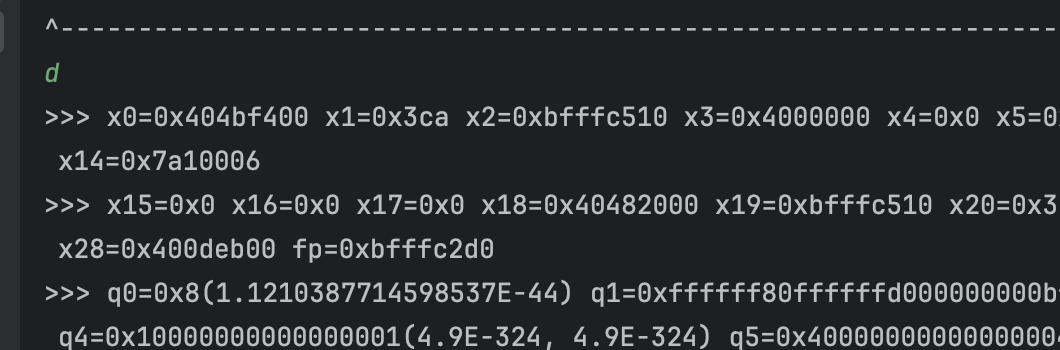 ^-----------------------------------------------------------------
d
>>> x0=0x404bf400 x1=0x3ca x2=0xbfffc510 x3=0x4000000 x4=0x0 x5=0
x14=0x7a10006
>>> x15=0x0 x16=0x0 x17=0x0 x18=0x40482000 x19=0xbfffc510 x20=0x3
x28=0x400deb00 fp=0xbfffc2d0
>>> q0=0x8(1.1210387714598537E-44) q1=0xffffff80ffffffd000000000b
q4=0x10000000000000001(4.9E-324, 4.9E-324) q5=0x4000000000000000